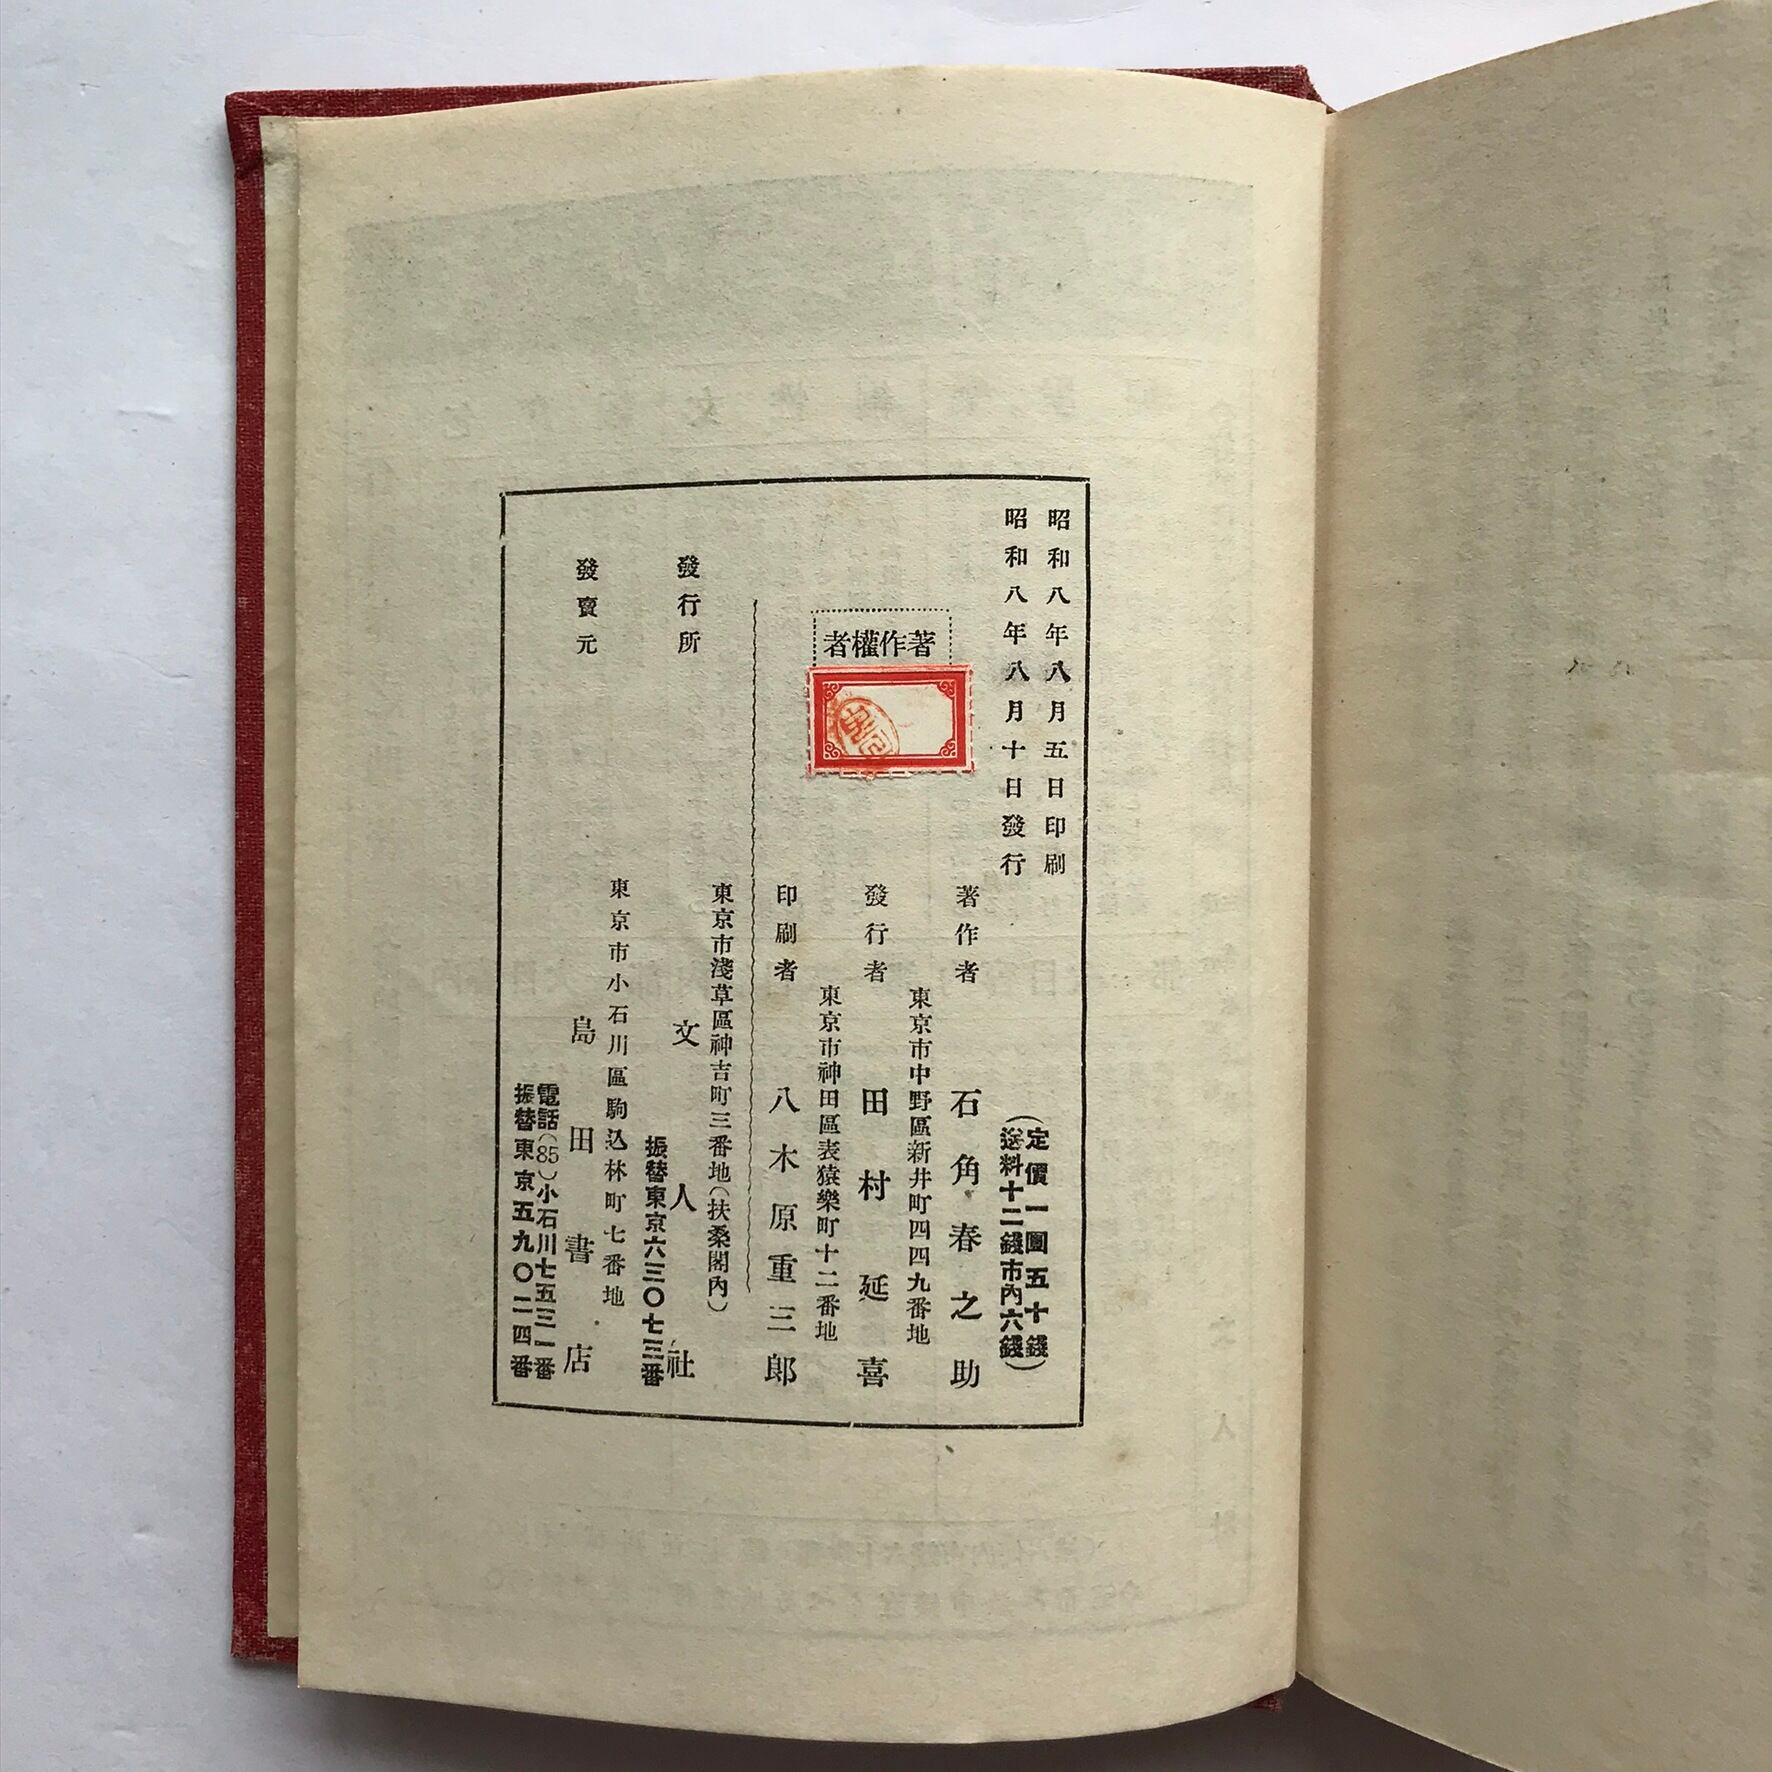 昭和八年八月五日印刷
昭和八年八月十日發行
（定價一圓五十錢
送料十二錢市内六錢）
著作權者
著作者
石角春之助
東京市中野區新井町四四九番地
發行者
田村延喜
東京市神田區表猿樂町十二番地
印刷者
八木原重三郎
東京市淺草區神吉町三番地（扶桑閣内）
發行所
文人社
振替東京六三〇七三番
東京市小石川區駒込林町七番地
發賣元
島田書店
電話（85）小石川七五三一番
振替東京五九〇二四番